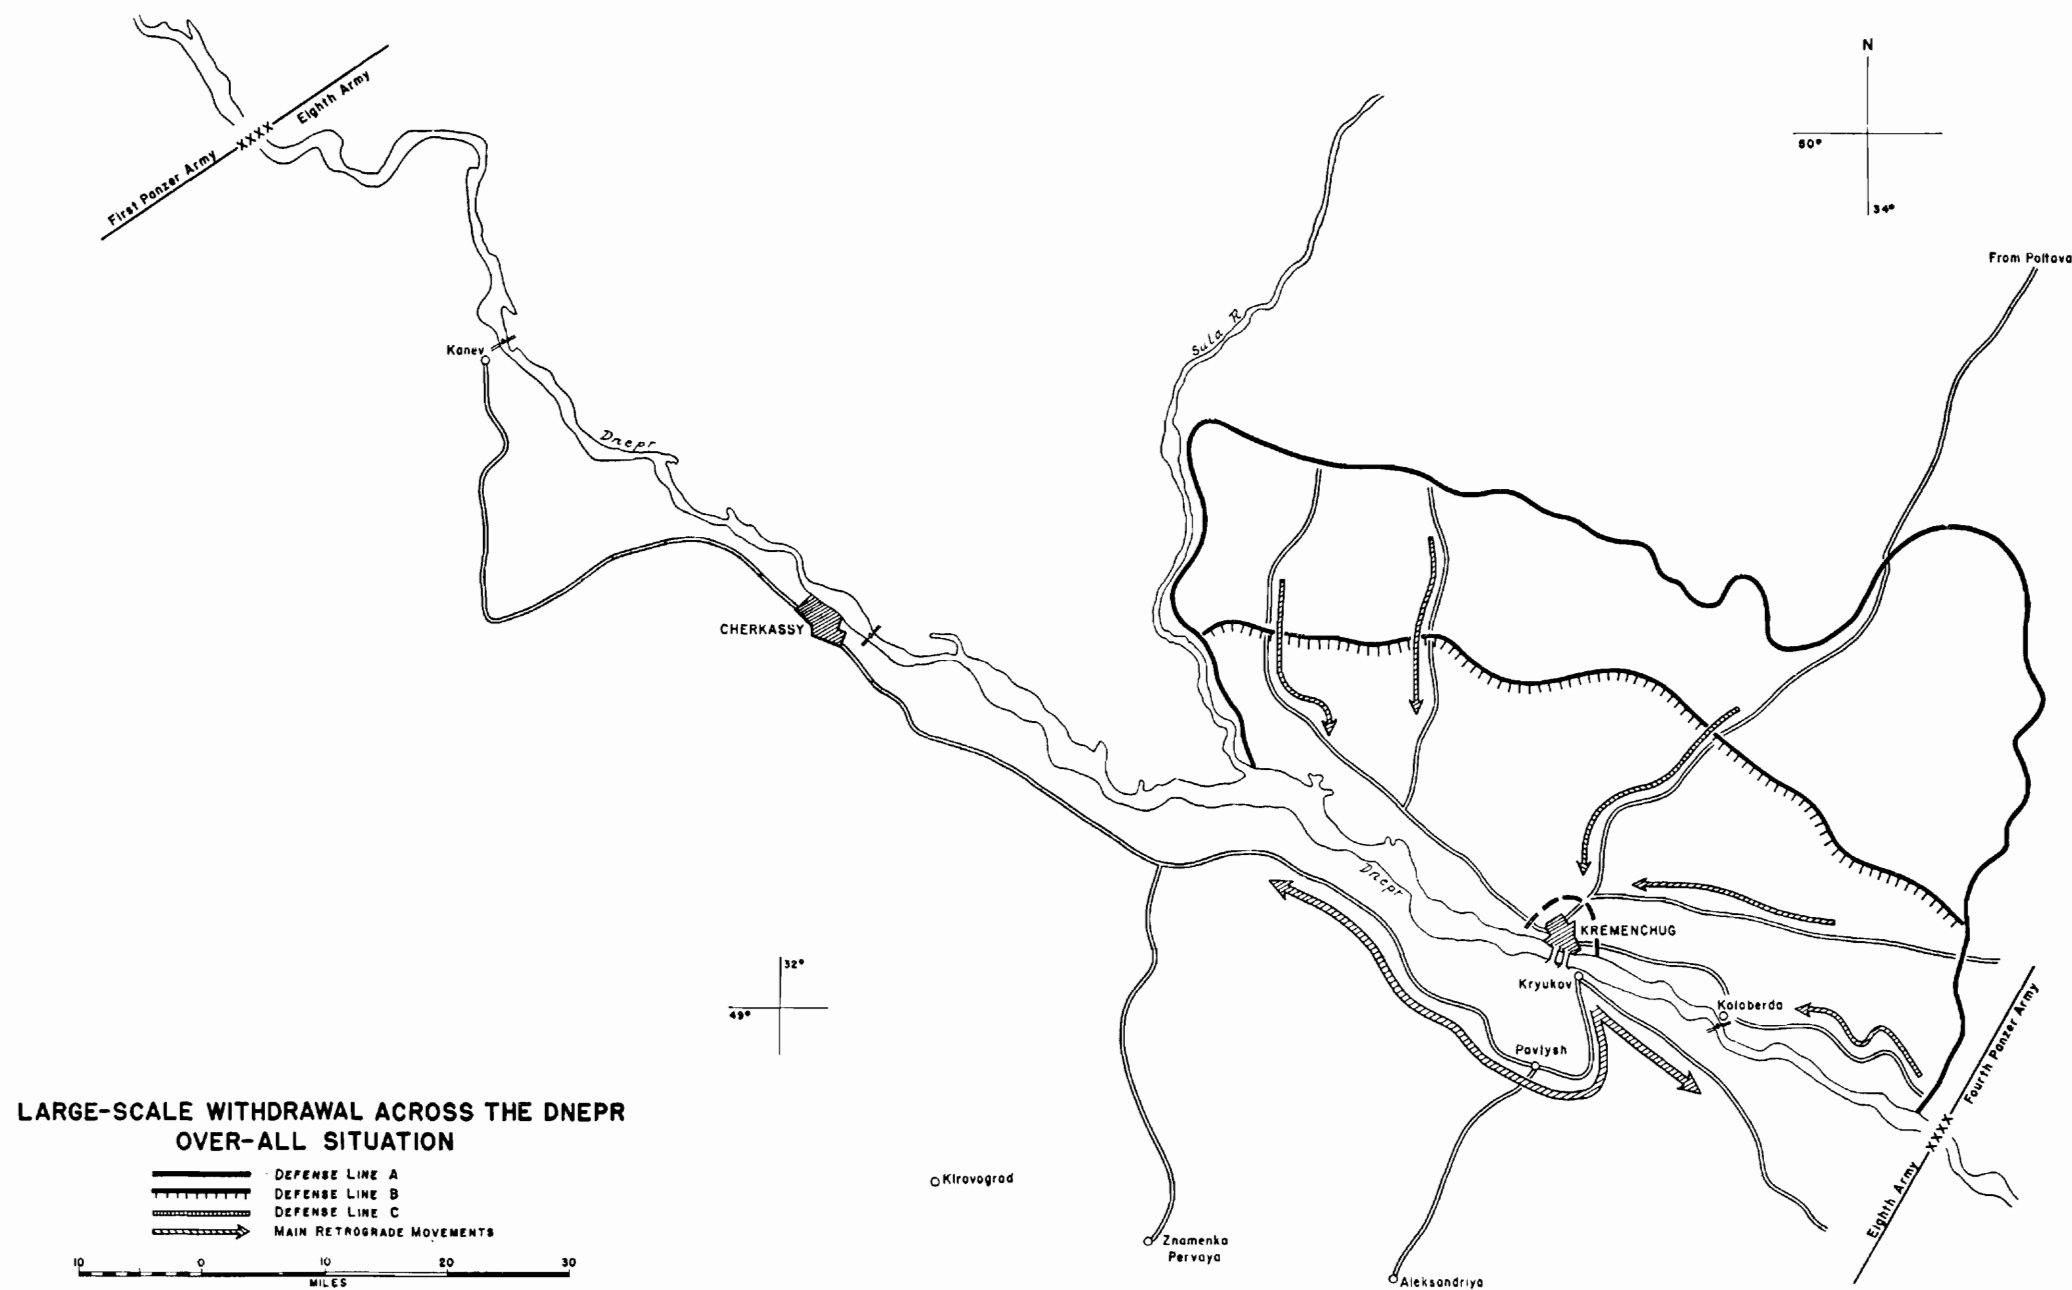 Eighth Army
XXXX
First Panzer Army
N
50°
34°
From Poltava
Sula R
Kanev
Dnepr
CHERKASSY
Dnepr
KREMENCHUG
Kryukov
Koloberda
32°
49°
Pavlysh
Fourth Panzer Army
XXXX
Eighth Army
LARGE-SCALE WITHDRAWAL ACROSS THE DNEPR
OVER-ALL SITUATION
DEFENSE LINE A
DEFENSE LINE B
DEFENSE LINE C
MAIN RETROGRADE MOVEMENTS
10 0 10 20 30
MILES
Kirovograd
Znamenka
Pervaya
Aleksandriya